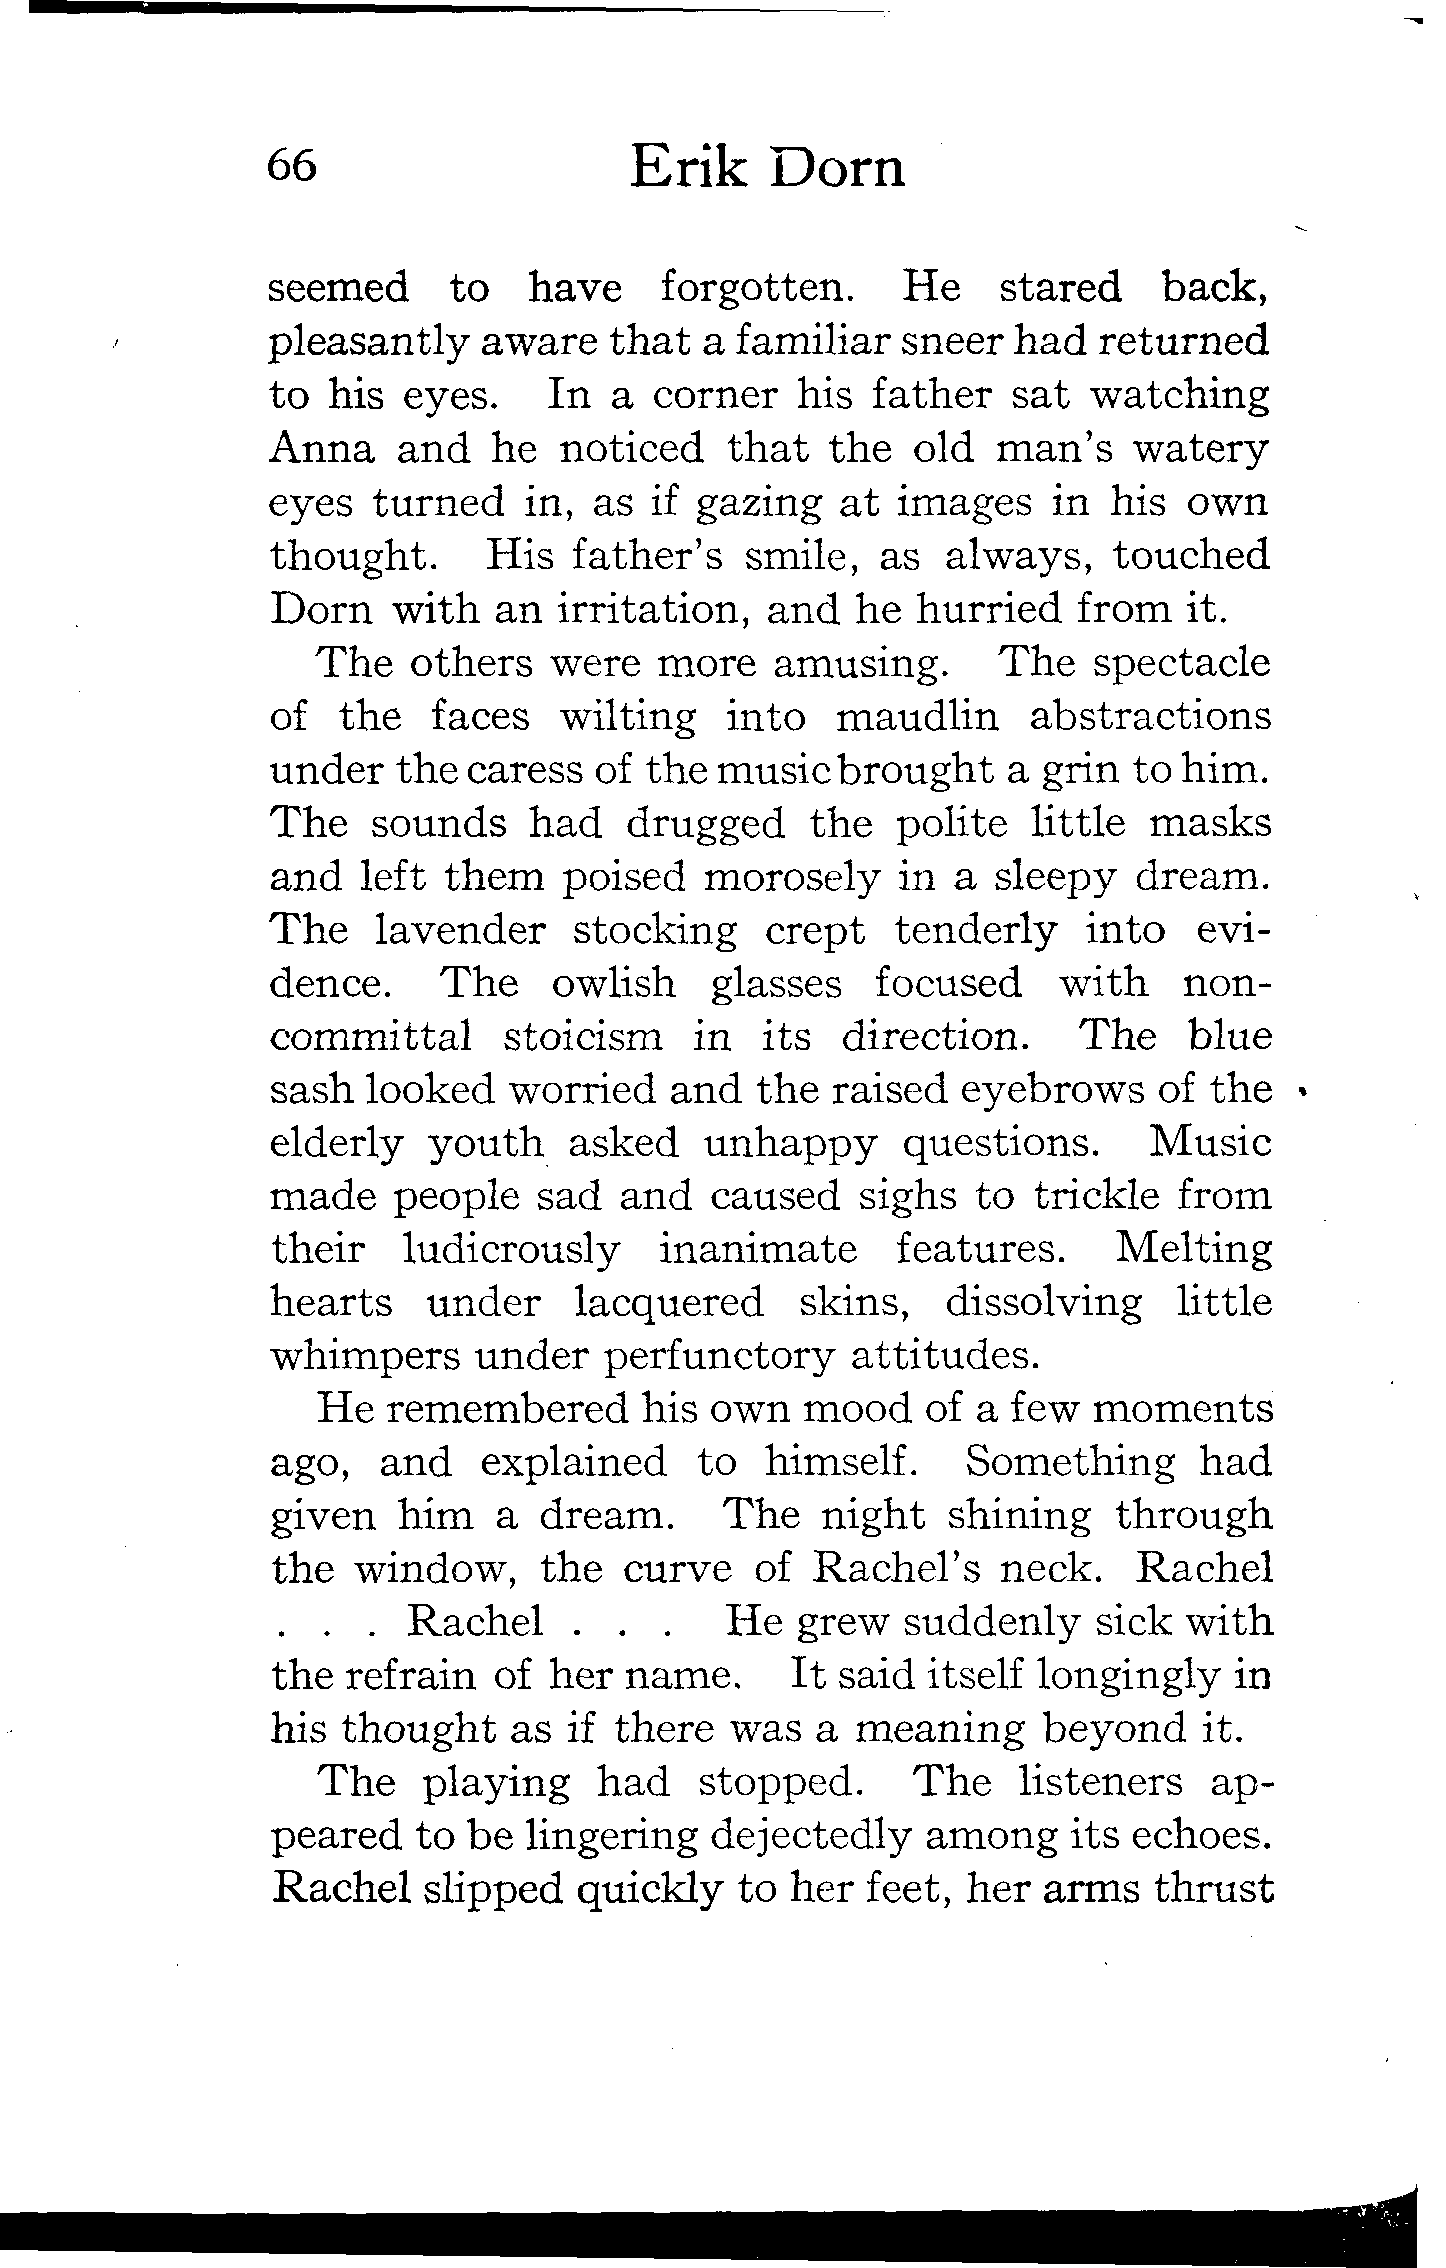 66 Erik Dorn
seemed to have forgotten. He stared back,
pleasantly aware that a familiar sneer had returned
to his eyes. In a corner his father sat watching
Anna and he noticed that the old man's watery
eyes turned in, as if gazing at images in his own
thought. His father's smile, as always, touched
Dorn with an irritation, and he hurried from it.
The others were more amusing. The spectacle
of the faces wilting into maudlin abstractions
under the caress of the music brought a grin to him.
The sounds had drugged the polite little masks
and left them poised morosely in a sleepy dream.
The lavender stocking crept tenderly into evi-
dence. The owlish glasses focused with non-
committal stoicism in its direction. The blue
sash looked worried and the raised eyebrows of the
elderly youth asked unhappy questions. Music
made people sad and caused sighs to trickle from
their ludicrously inanimate features. Melting
hearts under lacquered skins, dissolving little
whimpers under perfunctory attitudes.
He remembered his own mood of a few moments
ago, and explained to himself. Something had
given him a dream. The night shining through
the window, the curve of Rachel's neck. Rachel
. . . Rachel . . . He grew suddenly sick with
the refrain of her name. It said itself longingly in
his thought as if there was a meaning beyond it.
The playing had stopped. The listeners ap-
peared to be lingering dejectedly among its echoes.
Rachel slipped quickly to her feet, her arms thrust